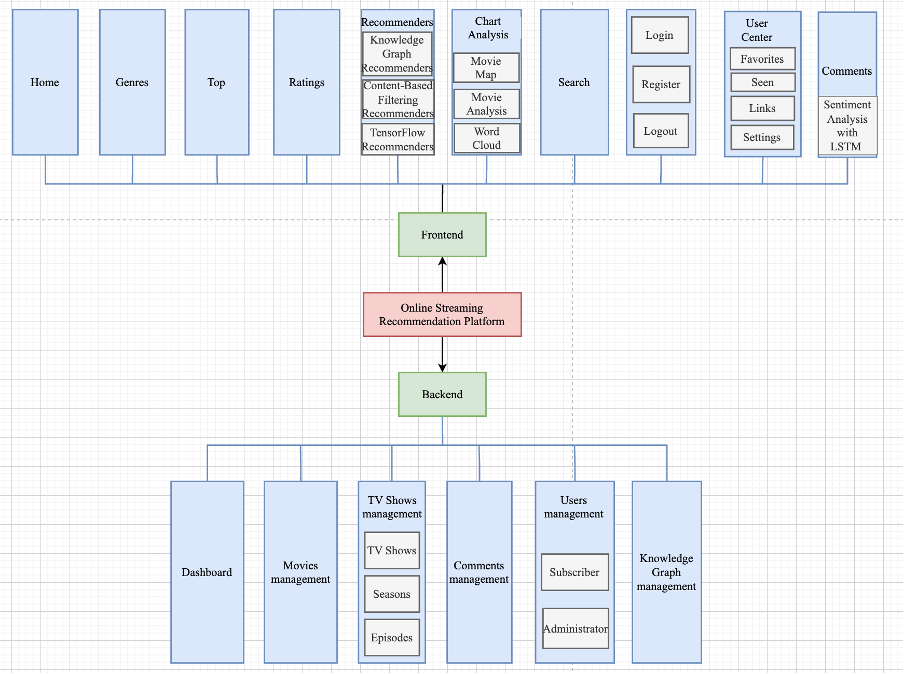 Home
Genres
Top
Ratings
Recommenders
Knowledge
Graph
Recommenders
Content-Based
Filtering
Recommenders
TensorFlow
Recommenders
Chart
Analysis
Movie
Map
Movie
Analysis
Word
Cloud
Search
Login
Register
Logout
User
Center
Favorites
Seen
Links
Settings
Comments
Sentiment
Analysis
with
LSTM
Frontend
Online Streaming
Recommendation Platform
Backend
Dashboard
Movies
management
TV Shows
management
TV Shows
Seasons
Episodes
Comments
management
Users
management
Subscriber
Administrator
Knowledge
Graph
management